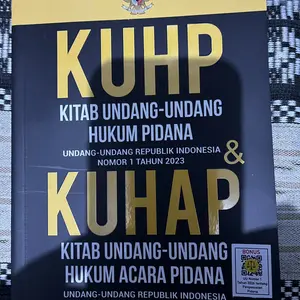 KUHP
KITAB UNDANG-UNDANG
HUKUM PIDANA
UNDANG-UNDANG REPUBLIK INDONESIA
NOMOR 1 TAHUN 2023
&
KUHAP
KITAB UNDANG-UNDANG
HUKUM ACARA PIDANA
UNDANG-UNDANG REPUBLIK INDONESIA
BONUS